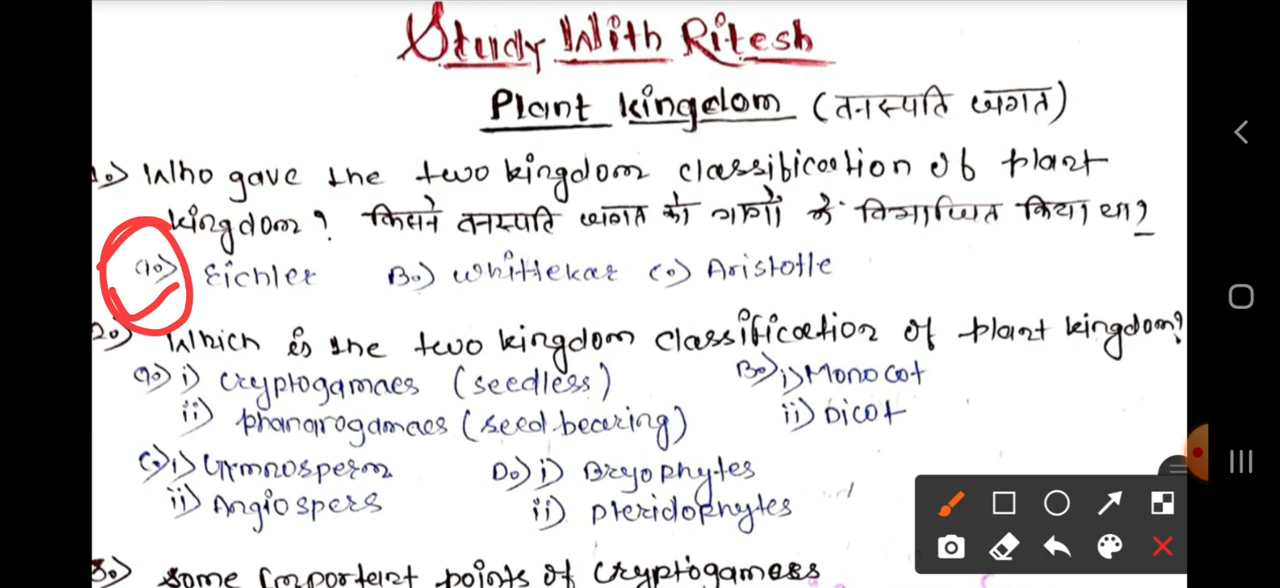 Study With Ritesh
Plant kingdom (वनस्पति जगत)
1.) Who gave the two kingdom classification of plant
kingdom? किसने वनस्पति जगत को भागों में विभाजित किया था?
A.) Eichler B.) Whittekar C.) Aristotle
2.) Which is the two kingdom classification of plant kingdom?
A.) i) Cryptogamaes (seedless) B.) i) Monocot
ii) phanarogamaes (seed bearing) ii) Dicot
C.) i) Gymnosperm D.) i) Bryophytes
ii) Angiospers ii) Pteridophytes
3.) Some Important points of Cryptogamess